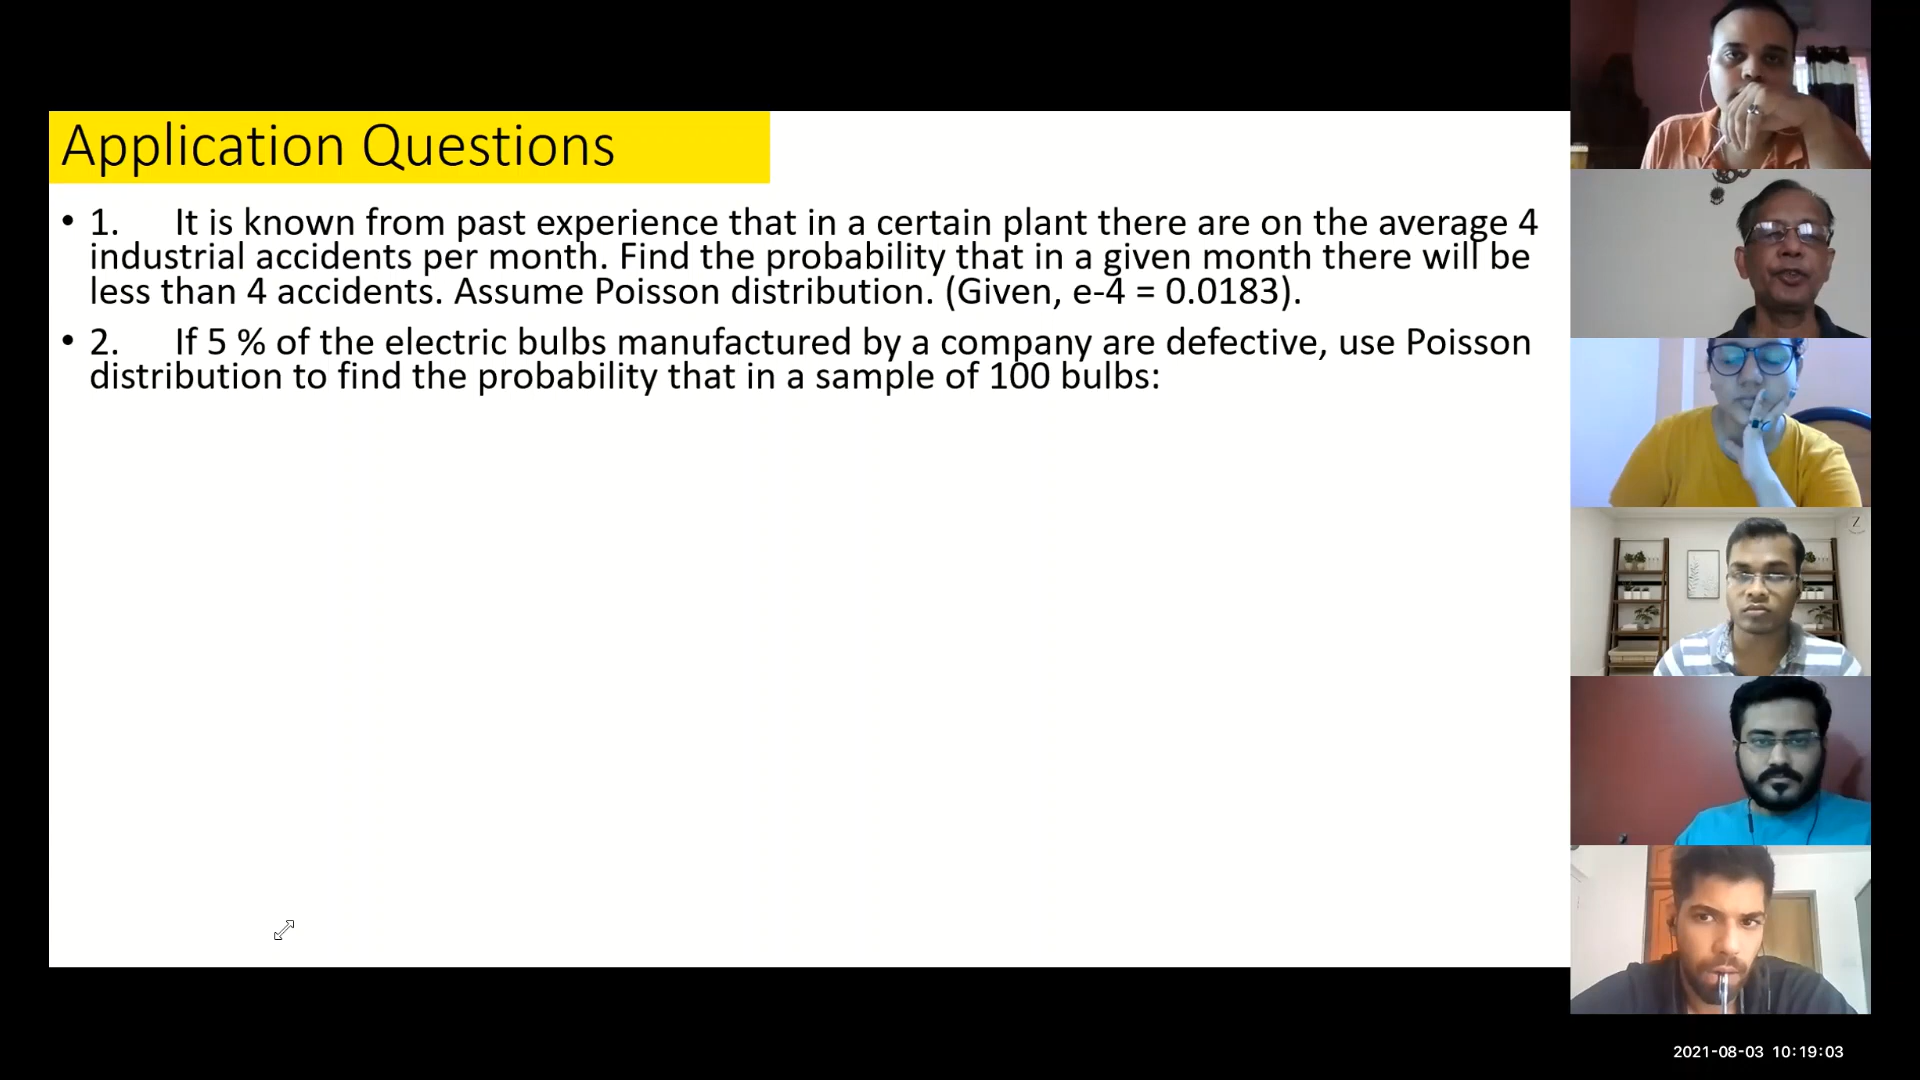 Application Questions
• 1. It is known from past experience that in a certain plant there are on the average 4
industrial accidents per month. Find the probability that in a given month there will be
less than 4 accidents. Assume Poisson distribution. (Given, e-4 = 0.0183).
• 2. If 5 % of the electric bulbs manufactured by a company are defective, use Poisson
distribution to find the probability that in a sample of 100 bulbs:
Z
2021-08-03 10:19:03